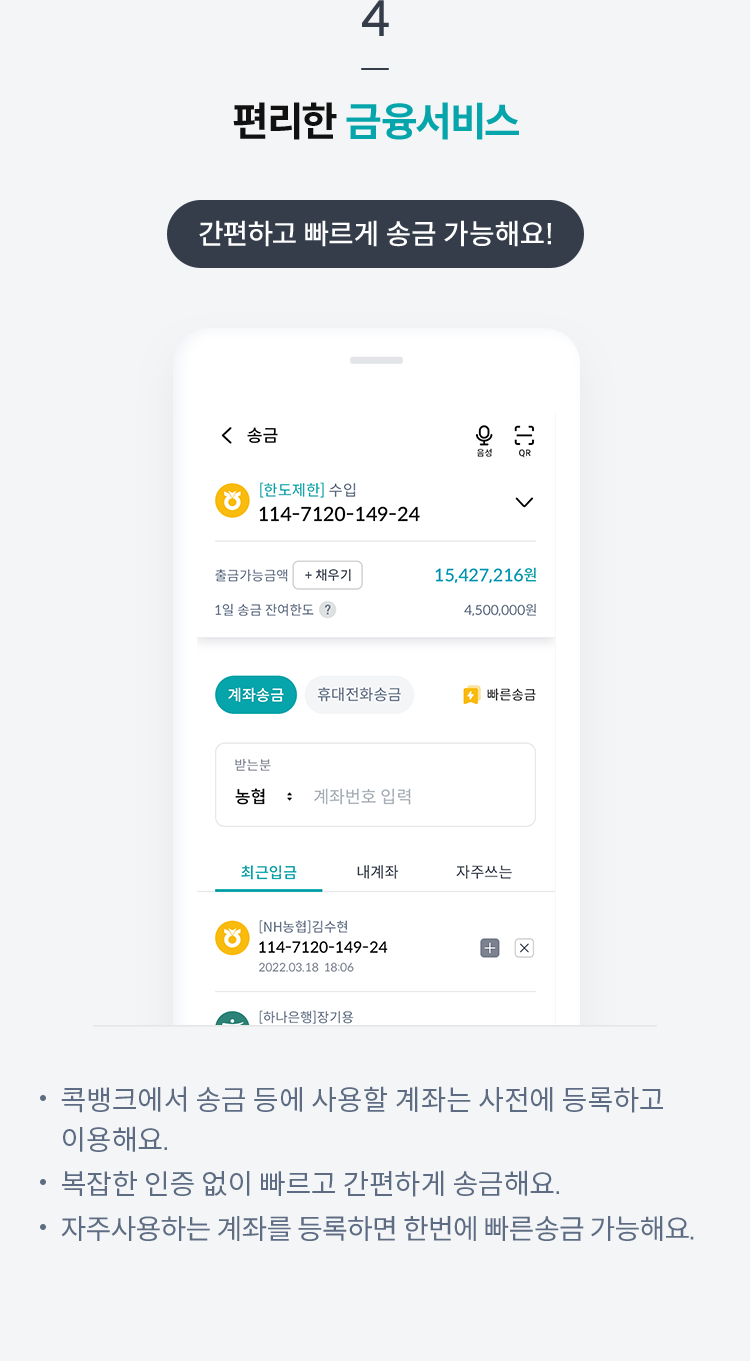 4
편리한 금융서비스
간편하고 빠르게 송금 가능해요!
송금
음성
QR
[한도제한] 수입
114-7120-149-24
출금가능금액 + 채우기 15,427,216원
1일 송금 잔여한도 ? 4,500,000원
계좌송금 휴대전화송금 빠른송금
받는분
농협 계좌번호 입력
최근입금 내계좌 자주쓰는
[NH농협]김수현
114-7120-149-24
2022.03.18 18:06
[하나은행]장기용
• 콕뱅크에서 송금 등에 사용할 계좌는 사전에 등록하고
이용해요.
• 복잡한 인증 없이 빠르고 간편하게 송금해요.
• 자주사용하는 계좌를 등록하면 한번에 빠른송금 가능해요.